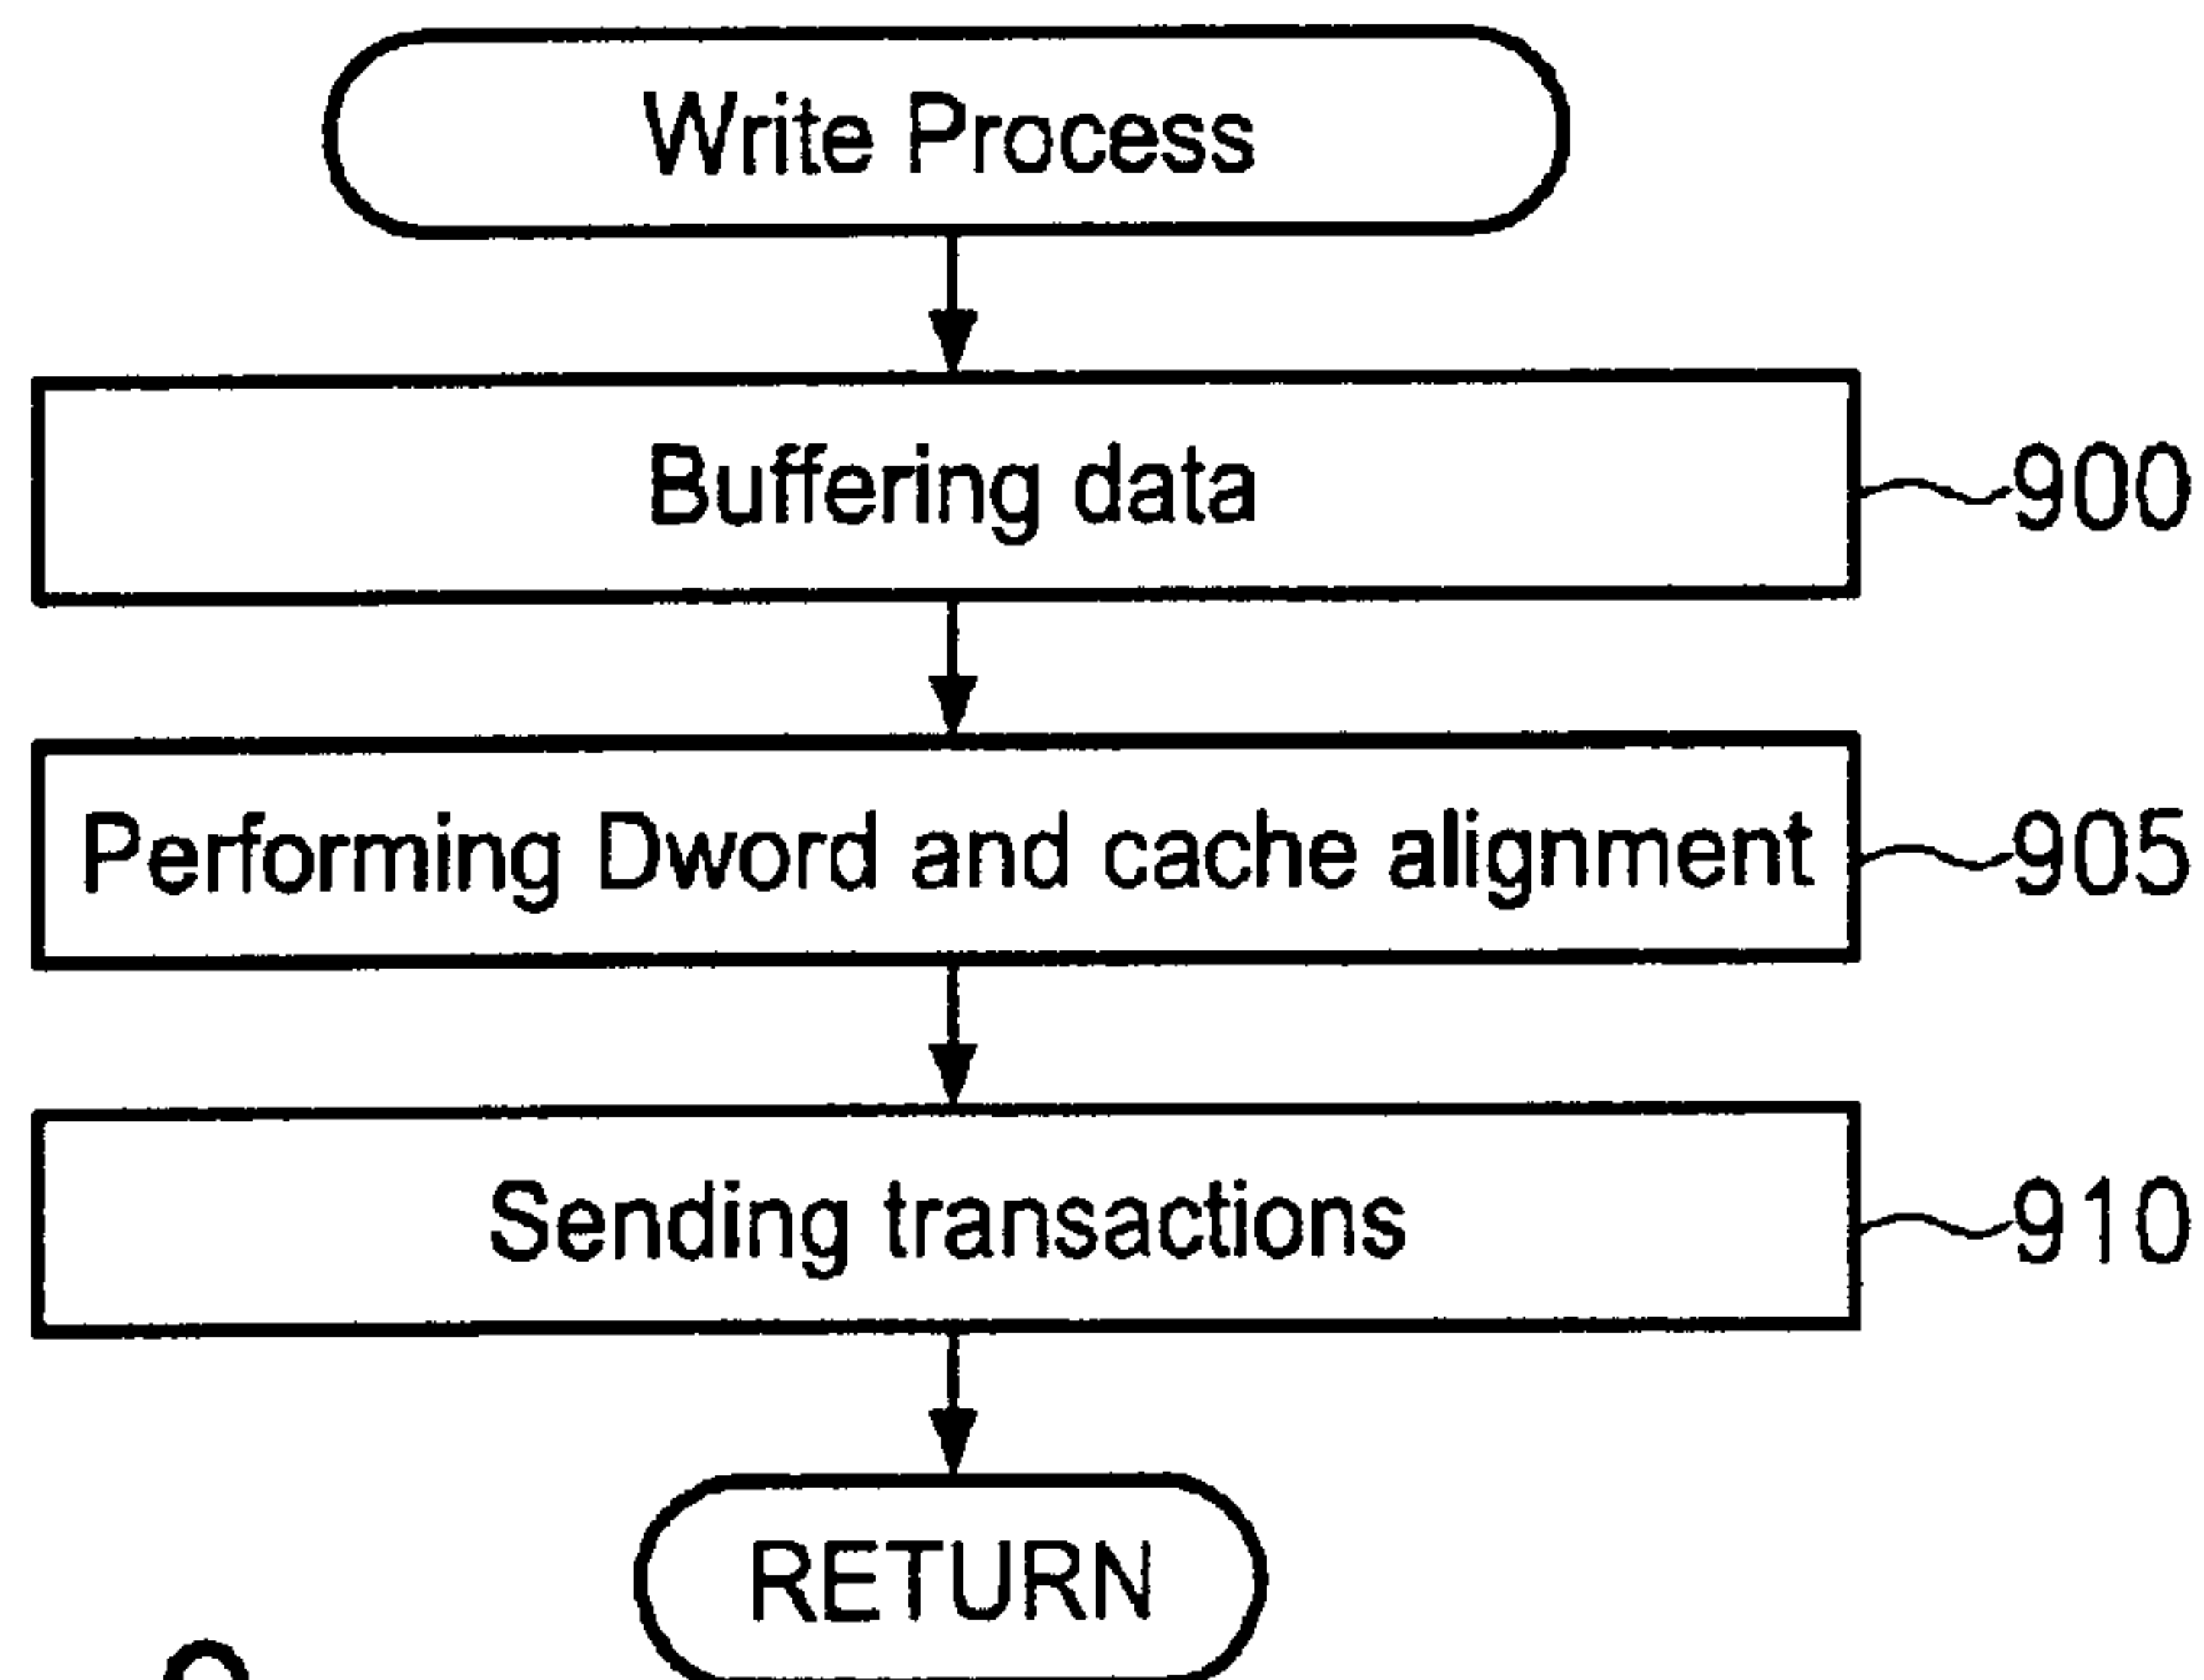 Write Process
Buffering data
900
Performing Dword and cache alignment
905
Sending transactions
910
RETURN